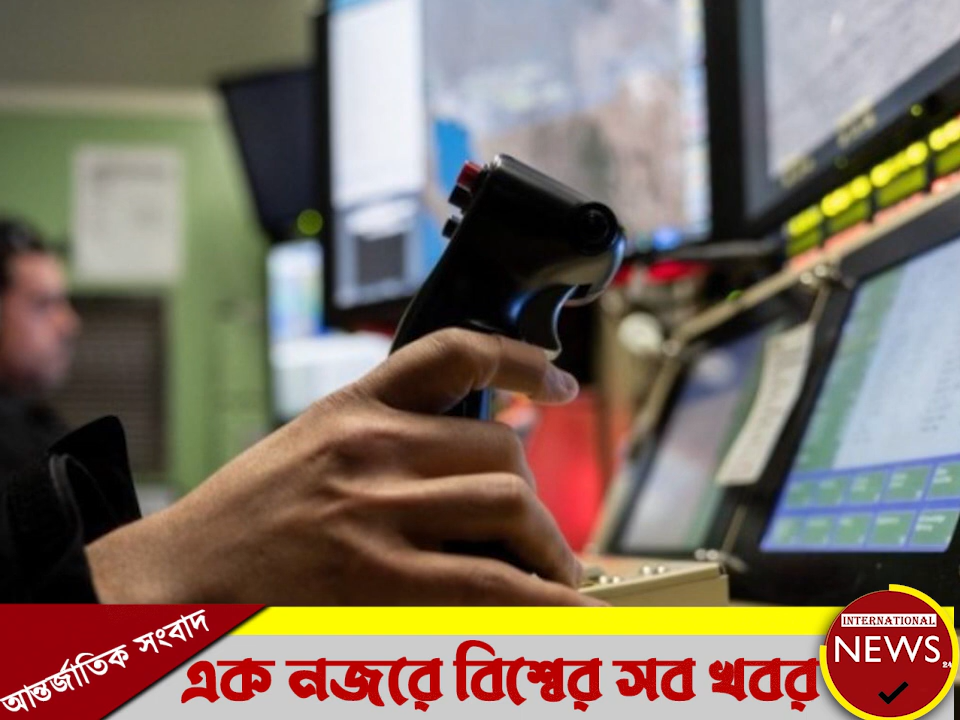 আন্তর্জাতিক সংবাদ
এক নজরে বিশ্বের সব খবর
INTERNATIONAL
NEWS
24